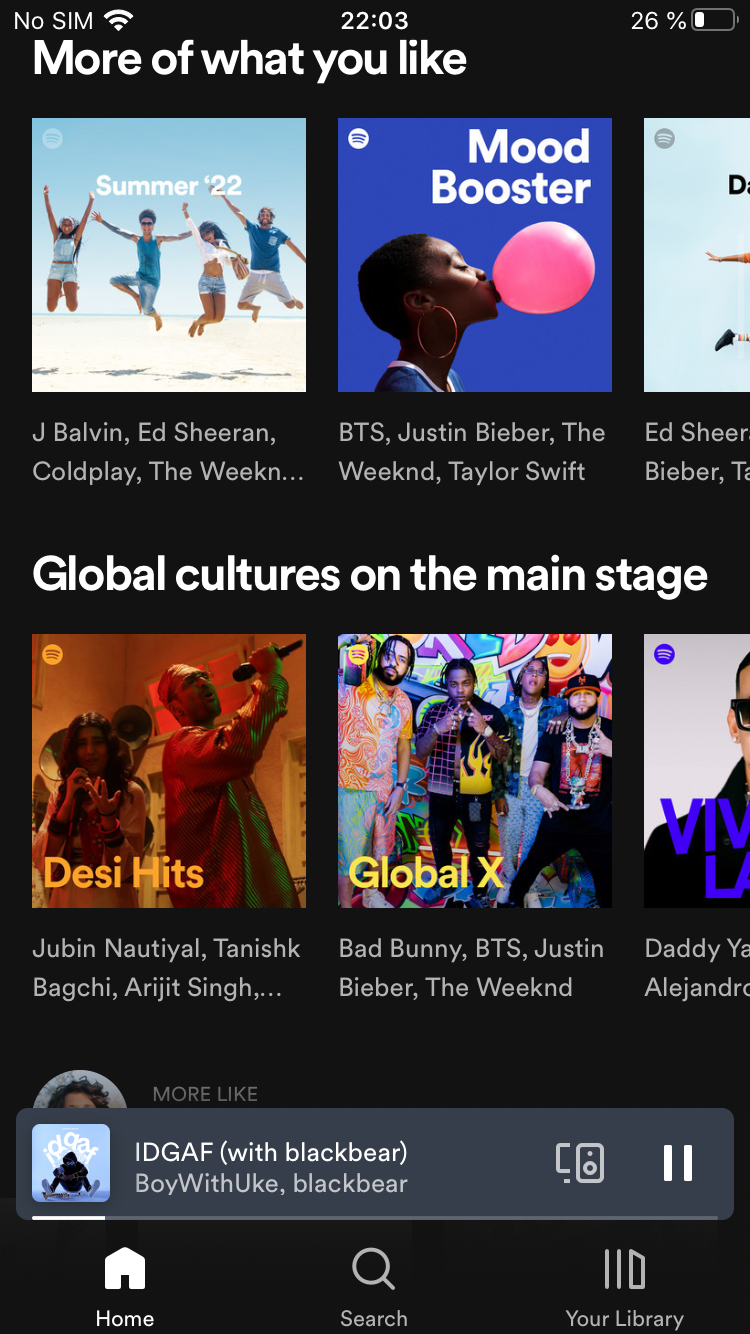 No SIM 22:03 26 %
More of what you like
Summer ‘22
Mood
Booster
J Balvin, Ed Sheeran,
Coldplay, The Weekn...
BTS, Justin Bieber, The
Weeknd, Taylor Swift
Ed Sheer
Bieber, Ta
Global cultures on the main stage
Desi Hits
Global X
VIV
LA
Jubin Nautiyal, Tanishk
Bagchi, Arijit Singh,...
Bad Bunny, BTS, Justin
Bieber, The Weeknd
Daddy Ya
Alejandro
MORE LIKE
idgaf
IDGAF (with blackbear)
BoyWithUke, blackbear
Home
Search
Your Library